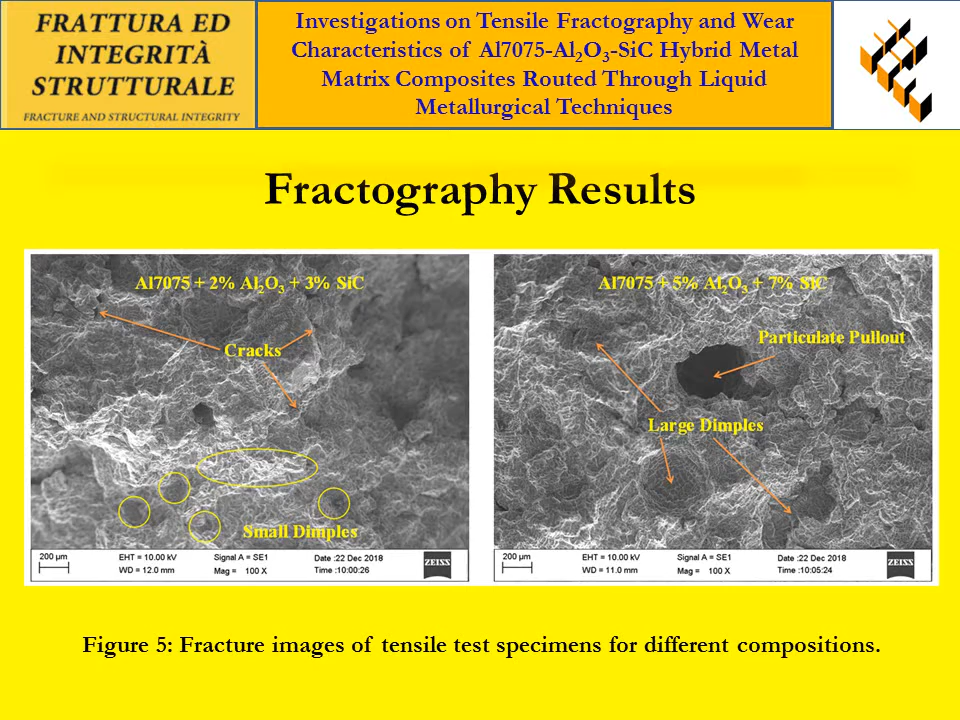 FRATTURA ED
INTEGRITÀ
STRUTTURALE
FRACTURE AND STRUCTURAL INTEGRITY
Investigations on Tensile Fractography and Wear
Characteristics of Al7075-Al₂O₃-SiC Hybrid Metal
Matrix Composites Routed Through Liquid
Metallurgical Techniques
Fractography Results
Al7075 + 2% Al₂O₃ + 3% SiC
Cracks
Small Dimples
200 µm
EHT = 10.00 kV
WD = 12.0 mm
Signal A = SE1
Mag = 100 X
Date :22 Dec 2018
Time :10:00:26
ZEISS
Al7075 + 5% Al₂O₃ + 7% SiC
Particulate Pullout
Large Dimples
200 µm
EHT = 10.00 kV
WD = 11.0 mm
Signal A = SE1
Mag = 100 X
Date :22 Dec 2018
Time :10:05:24
ZEISS
Figure 5: Fracture images of tensile test specimens for different compositions.